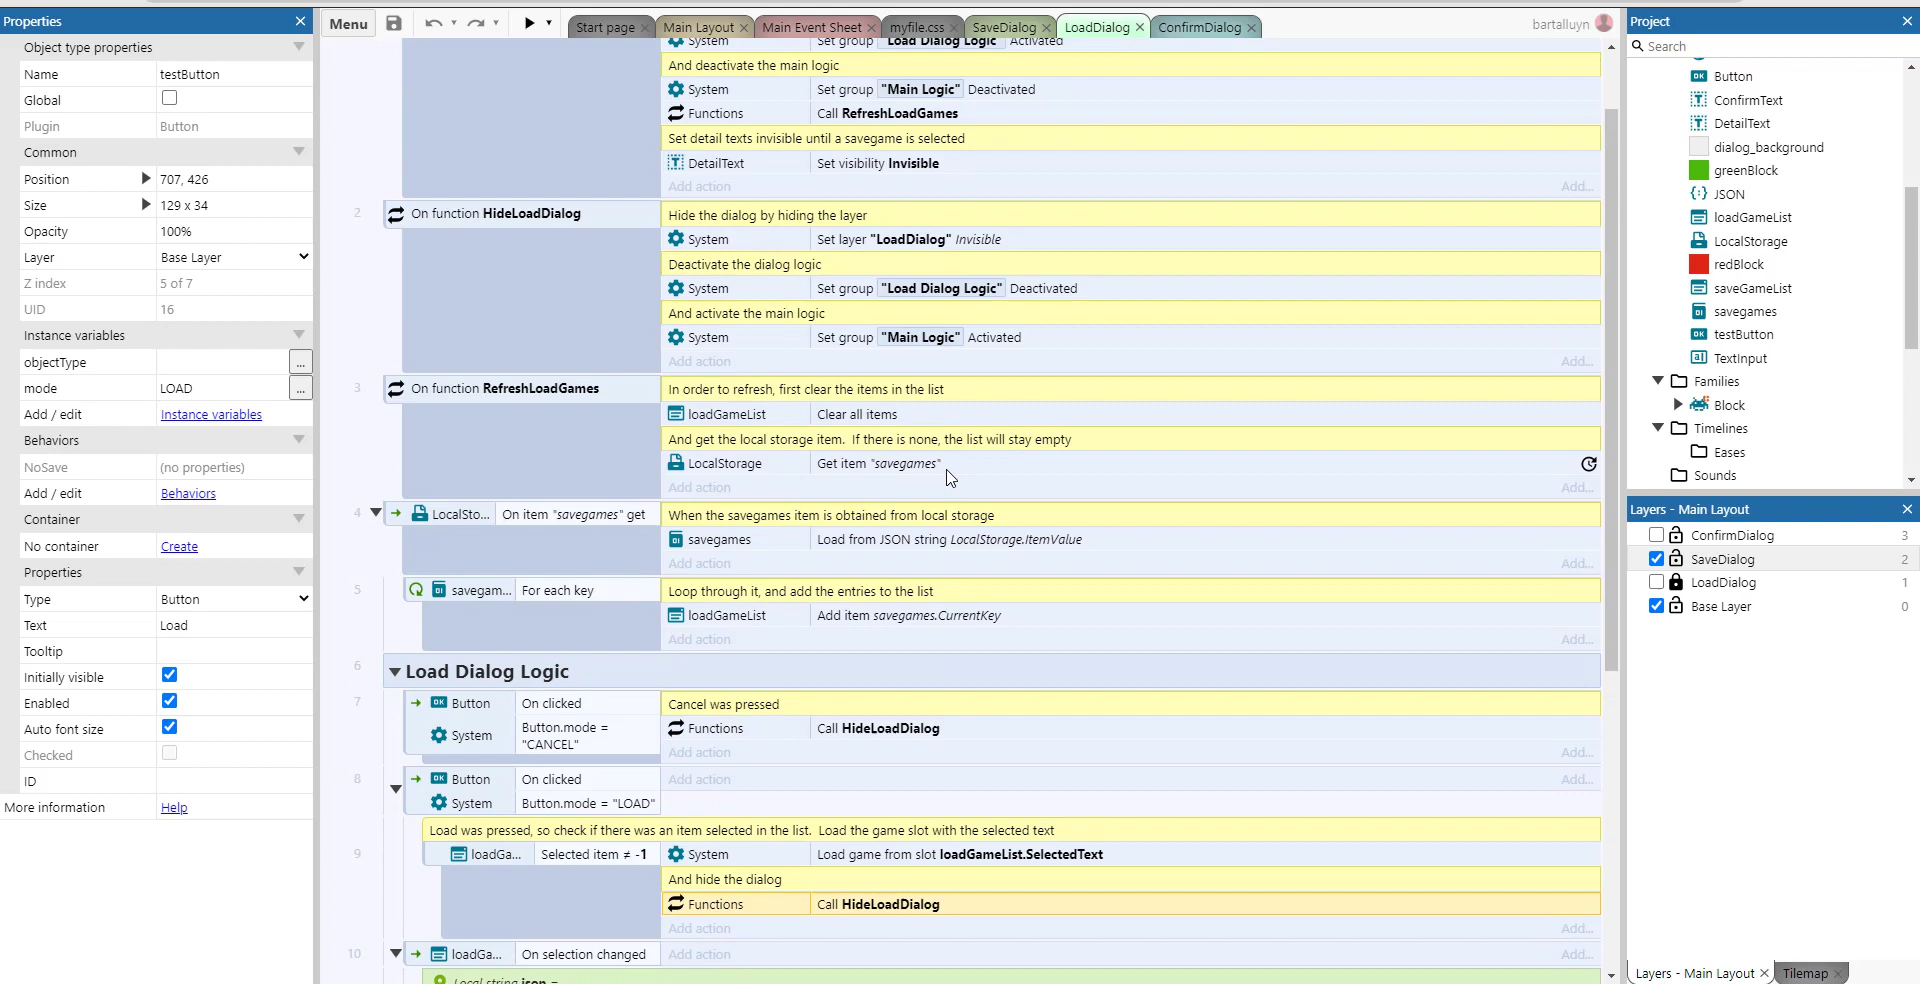 Properties
Object type properties
Name testButton
Global
Plugin Button
Common
Position 707, 426
Size 129 x 34
Opacity 100%
Layer Base Layer
Z index 5 of 7
UID 16
Instance variables
objectType ...
mode LOAD ...
Add / edit Instance variables
Behaviors
NoSave (no properties)
Add / edit Behaviors
Container
No container Create
Properties
Type Button
Text Load
Tooltip
Initially visible
Enabled
Auto font size
Checked
ID
More information Help
Menu
Start page
Main Layout
Main Event Sheet
myfile.css
SaveDialog
LoadDialog
ConfirmDialog
bartalluyn
System Set group "Load Dialog Logic" Activated
And deactivate the main logic
System Set group "Main Logic" Deactivated
Functions Call RefreshLoadGames
Set detail texts invisible until a savegame is selected
DetailText Set visibility Invisible
Add action Add...
2 On function HideLoadDialog
Hide the dialog by hiding the layer
System Set layer "LoadDialog" Invisible
Deactivate the dialog logic
System Set group "Load Dialog Logic" Deactivated
And activate the main logic
System Set group "Main Logic" Activated
Add action Add...
3 On function RefreshLoadGames
In order to refresh, first clear the items in the list
loadGameList Clear all items
And get the local storage item. If there is none, the list will stay empty
LocalStorage Get item "savegames"
Add action Add...
4 LocalSto... On item "savegames" get
When the savegames item is obtained from local storage
savegames Load from JSON string LocalStorage.ItemValue
Add action Add...
5 savegam... For each key
Loop through it, and add the entries to the list
loadGameList Add item savegames.CurrentKey
Add action Add...
6 Load Dialog Logic
7 Button On clicked
System Button.mode = "CANCEL"
Cancel was pressed
Functions Call HideLoadDialog
Add action Add...
8 Button On clicked
System Button.mode = "LOAD"
Add action Add...
Load was pressed, so check if there was an item selected in the list. Load the game slot with the selected text
9 loadGa... Selected item ≠ -1
System Load game from slot loadGameList.SelectedText
And hide the dialog
Functions Call HideLoadDialog
Add action Add...
10 loadGa... On selection changed
Add action Add...
Local string json =
Project
Search
Button
ConfirmText
DetailText
dialog_background
greenBlock
JSON
loadGameList
LocalStorage
redBlock
saveGameList
savegames
testButton
TextInput
Families
Block
Timelines
Eases
Sounds
Layers - Main Layout
ConfirmDialog 3
SaveDialog 2
LoadDialog 1
Base Layer 0
Layers - Main Layout
Tilemap